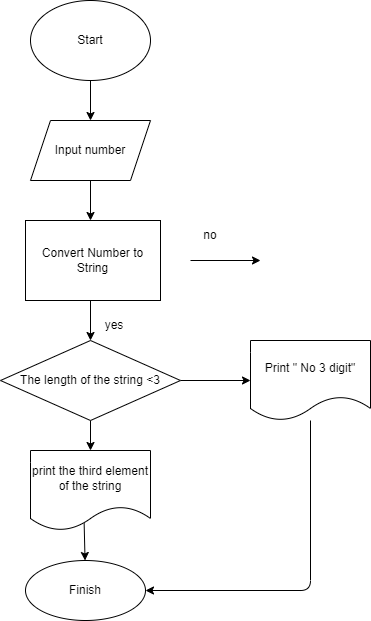 Start
Input number
Convert Number to
String
no
yes
The length of the string <3
Print " No 3 digit"
print the third element
of the string
Finish